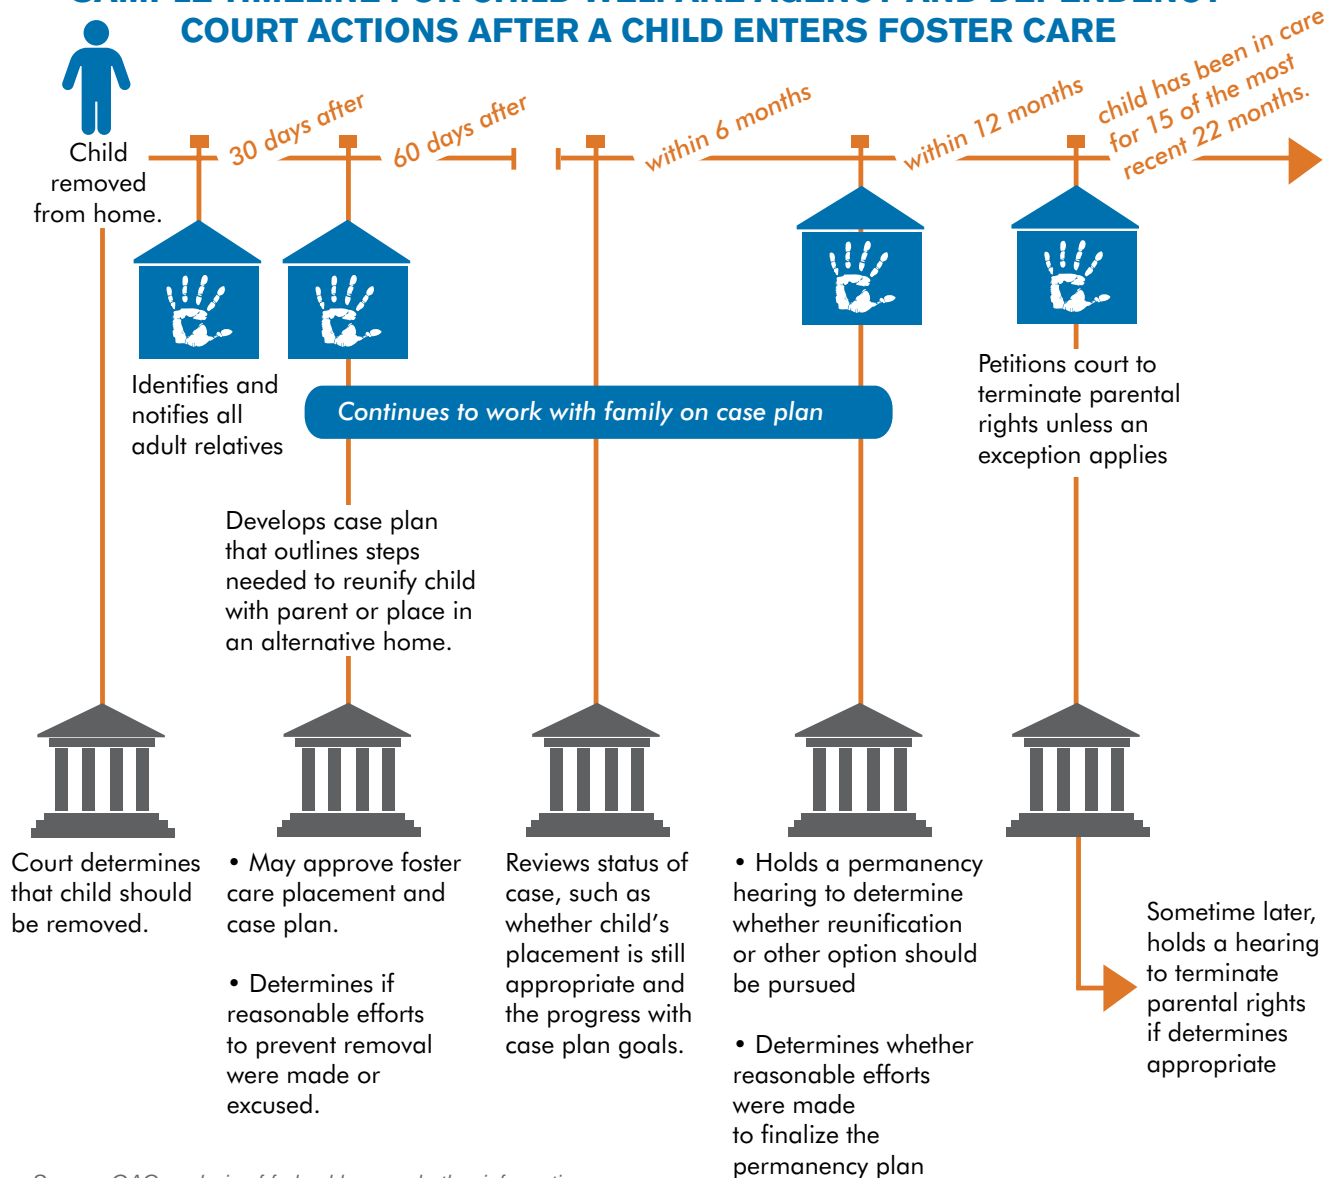 SAMPLE TIMELINE FOR CHILD WELFARE AGENCY AND DEPENDENCY
COURT ACTIONS AFTER A CHILD ENTERS FOSTER CARE
Child
removed
from home.
30 days after
60 days after
within 6 months
within 12 months
child has been in care
for 15 of the most
recent 22 months.
Identifies and
notifies all
adult relatives
Continues to work with family on case plan
Petitions court to
terminate parental
rights unless an
exception applies
Develops case plan
that outlines steps
needed to reunify child
with parent or place in
an alternative home.
Court determines
that child should
be removed.
• May approve foster
care placement and
case plan.
• Determines if
reasonable efforts
to prevent removal
were made or
excused.
Reviews status of
case, such as
whether child's
placement is still
appropriate and
the progress with
case plan goals.
• Holds a permanency
hearing to determine
whether reunification
or other option should
be pursued
• Determines whether
reasonable efforts
were made
to finalize the
permanency plan
Sometime later,
holds a hearing
to terminate
parental rights
if determines
appropriate